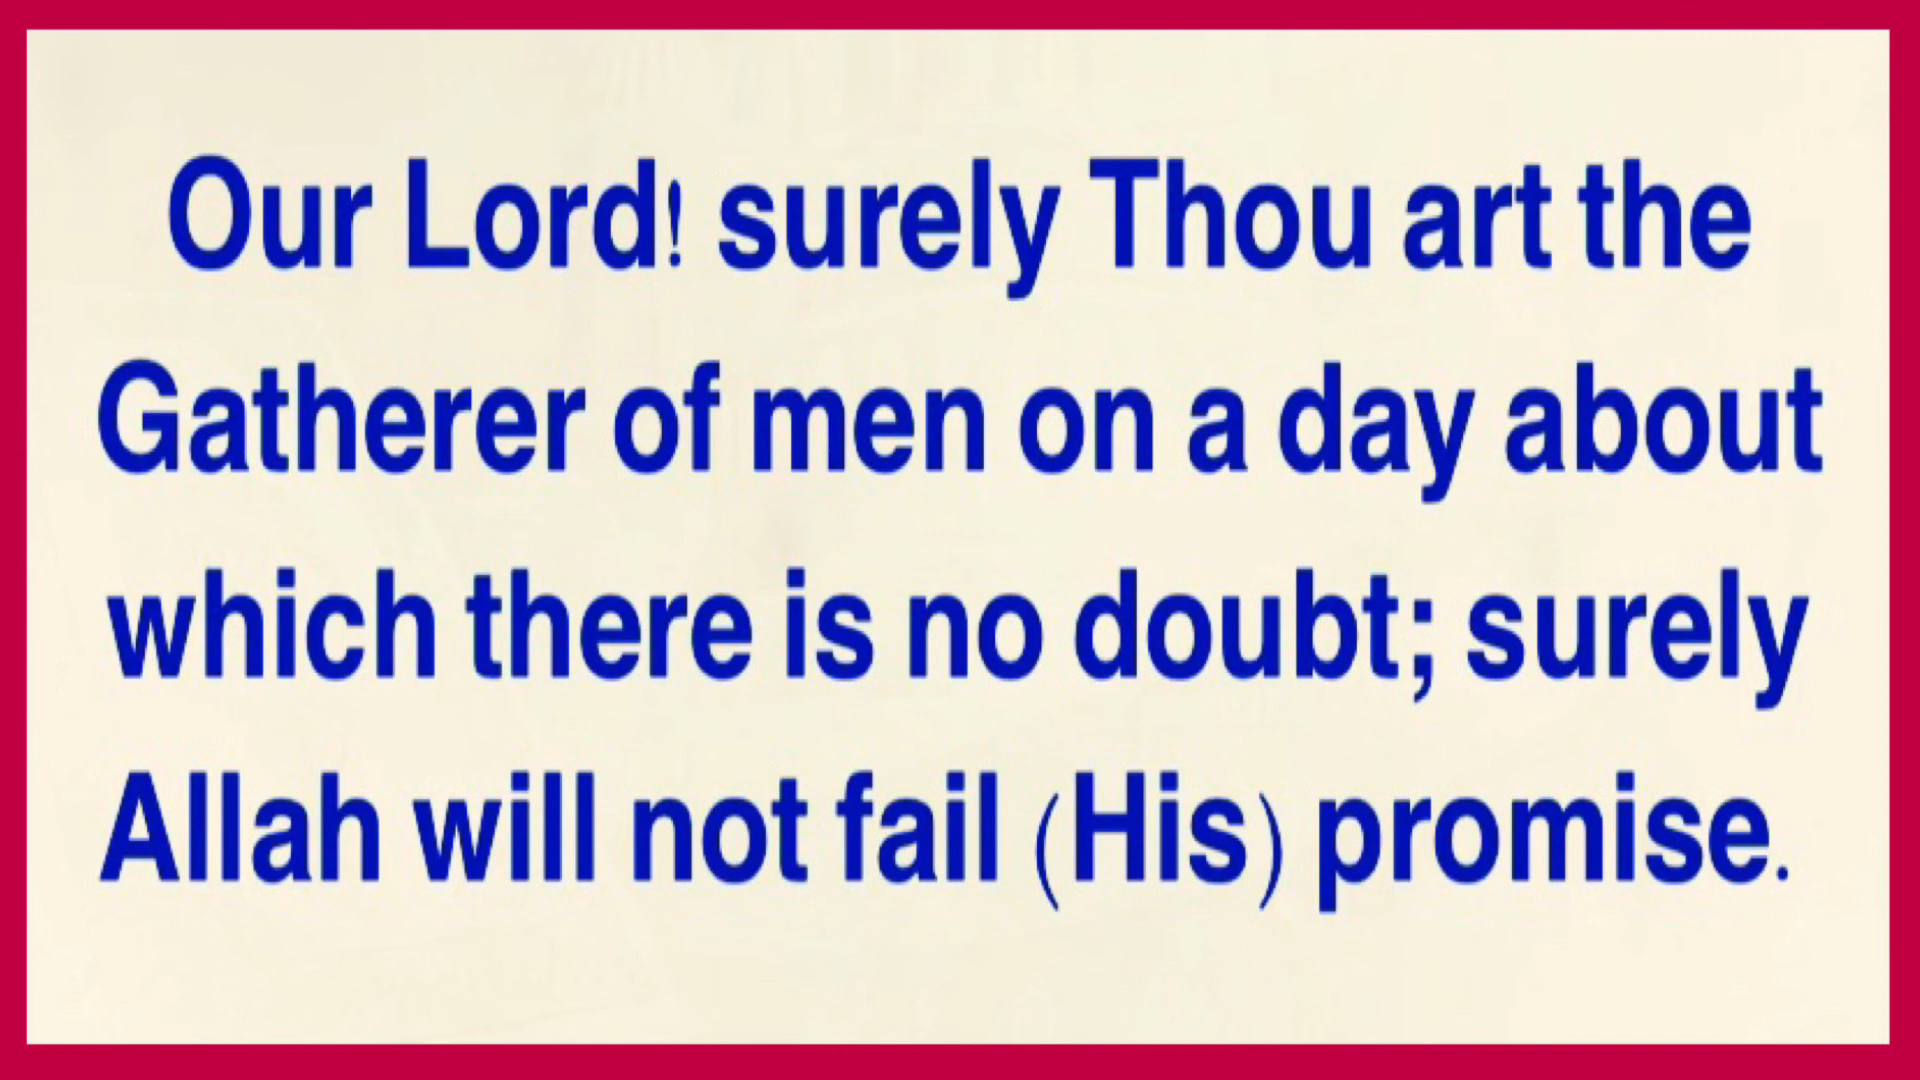 Our Lord! surely Thou art the
Gatherer of men on a day about
which there is no doubt; surely
Allah will not fail (His) promise.